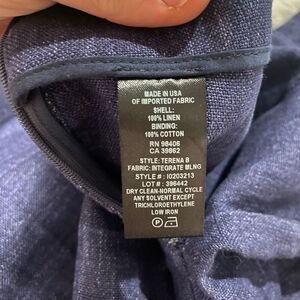 MADE IN USA
OF IMPORTED FABRIC
SHELL:
100% LINEN
BINDING:
100% COTTON
RN 98406
CA 39862
STYLE: TERENA B
FABRIC: INTEGRATE MLNG
STYLE # : I0203213
LOT # : 396442
DRY CLEAN-NORMAL CYCLE
ANY SOLVENT EXCEPT
TRICHLOROETHYLENE
LOW IRON
P